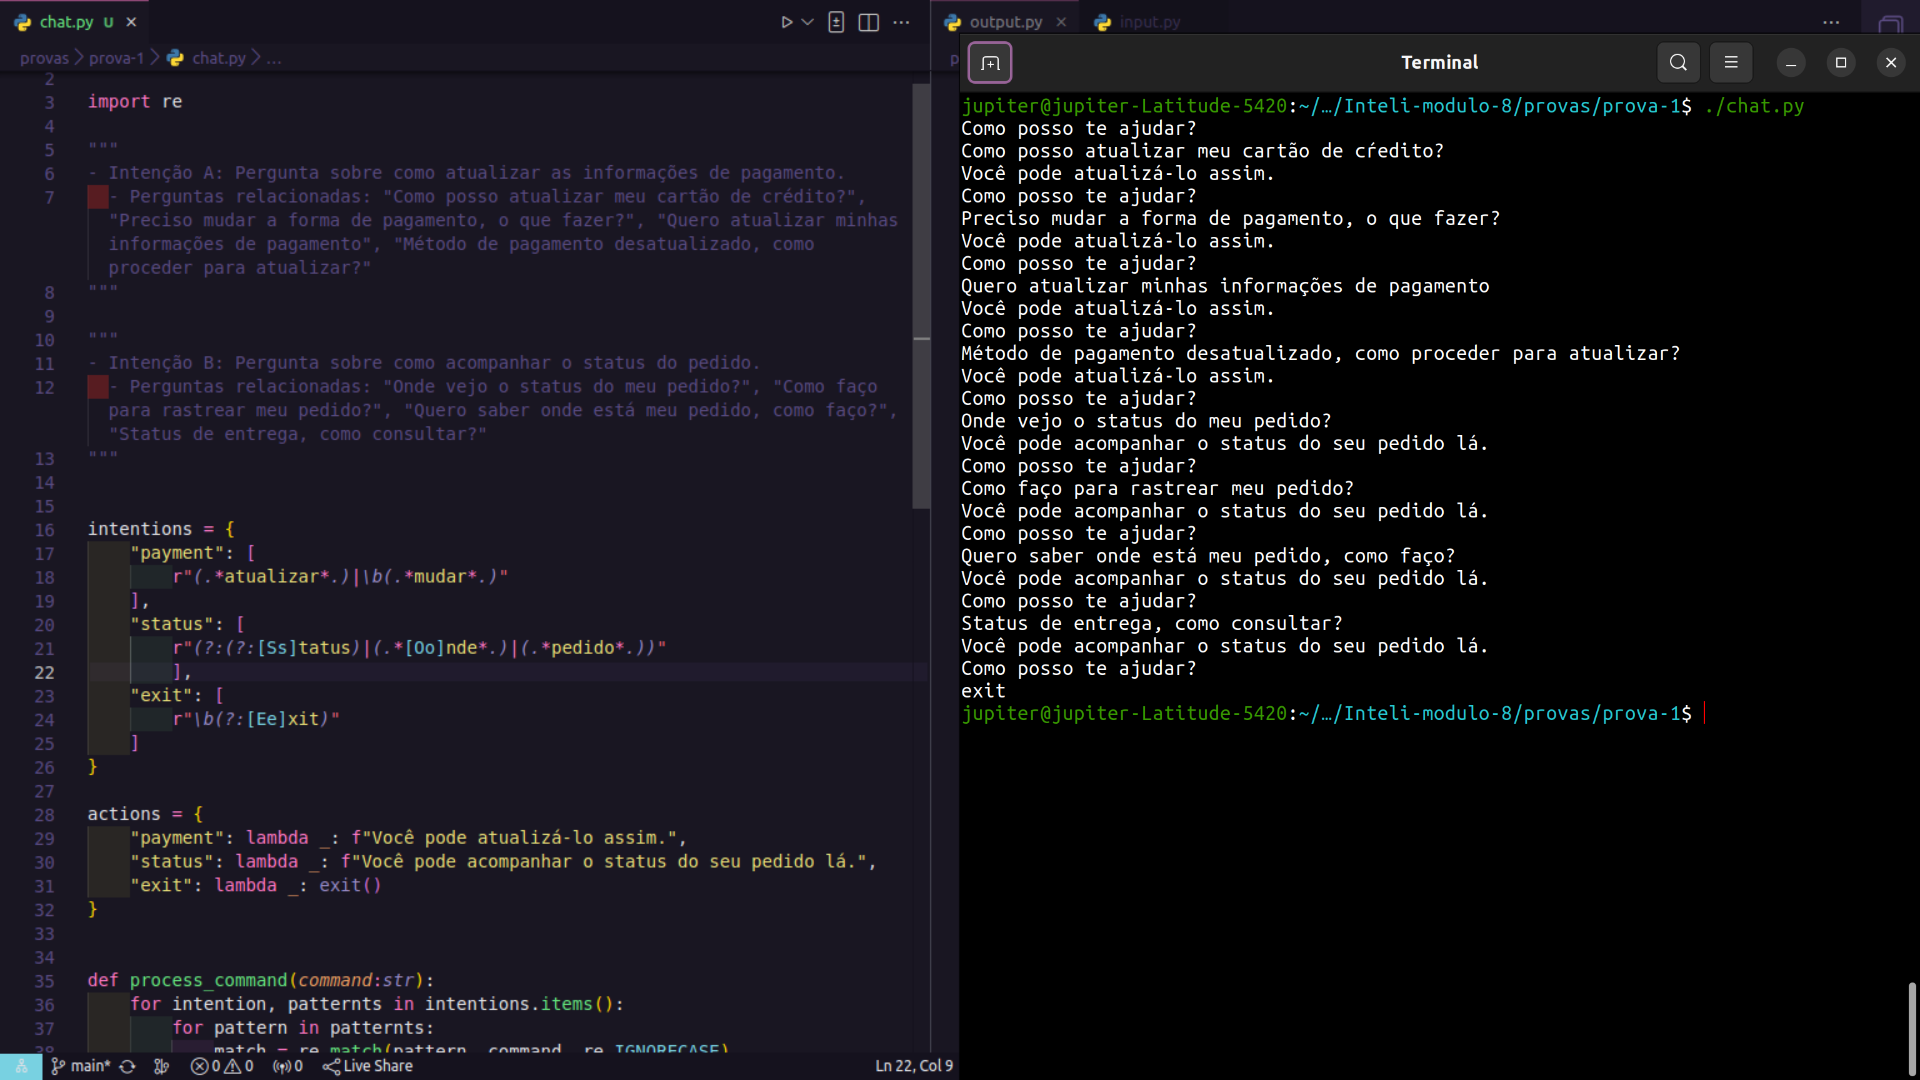 chat.py U
provas prova-1 chat.py ...
2
3 import re
4
5 """
6 - Intenção A: Pergunta sobre como atualizar as informações de pagamento.
7 - Perguntas relacionadas: "Como posso atualizar meu cartão de crédito?",
"Preciso mudar a forma de pagamento, o que fazer?", "Quero atualizar minhas
informações de pagamento", "Método de pagamento desatualizado, como
proceder para atualizar?"
8 """
9
10 """
11 - Intenção B: Pergunta sobre como acompanhar o status do pedido.
12 - Perguntas relacionadas: "Onde vejo o status do meu pedido?", "Como faço
para rastrear meu pedido?", "Quero saber onde está meu pedido, como faço?",
"Status de entrega, como consultar?"
13 """
14
15
16 intentions = {
17 "payment": [
18 r"(.*atualizar*.)|\b(.*mudar*.)"
19 ],
20 "status": [
21 r"(?:(?:[Ss]tatus)|(.*[Oo]nde*.)|(.*pedido*.))"
22 ],
23 "exit": [
24 r"\b(?:[Ee]xit)"
25 ]
26 }
27
28 actions = {
29 "payment": lambda _: f"Você pode atualizá-lo assim.",
30 "status": lambda _: f"Você pode acompanhar o status do seu pedido lá.",
31 "exit": lambda _: exit()
32 }
33
34
35 def process_command(command:str):
36 for intention, patternts in intentions.items():
37 for pattern in patternts:
38 match = re.match(pattern, command, re.IGNORECASE)
main* 0 0 0 Live Share Ln 22, Col 9
output.py input.py ...
p
Terminal
jupiter@jupiter-Latitude-5420:~/…/Inteli-modulo-8/provas/prova-1$ ./chat.py
Como posso te ajudar?
Como posso atualizar meu cartão de cŕedito?
Você pode atualizá-lo assim.
Como posso te ajudar?
Preciso mudar a forma de pagamento, o que fazer?
Você pode atualizá-lo assim.
Como posso te ajudar?
Quero atualizar minhas informações de pagamento
Você pode atualizá-lo assim.
Como posso te ajudar?
Método de pagamento desatualizado, como proceder para atualizar?
Você pode atualizá-lo assim.
Como posso te ajudar?
Onde vejo o status do meu pedido?
Você pode acompanhar o status do seu pedido lá.
Como posso te ajudar?
Como faço para rastrear meu pedido?
Você pode acompanhar o status do seu pedido lá.
Como posso te ajudar?
Quero saber onde está meu pedido, como faço?
Você pode acompanhar o status do seu pedido lá.
Como posso te ajudar?
Status de entrega, como consultar?
Você pode acompanhar o status do seu pedido lá.
Como posso te ajudar?
exit
jupiter@jupiter-Latitude-5420:~/…/Inteli-modulo-8/provas/prova-1$